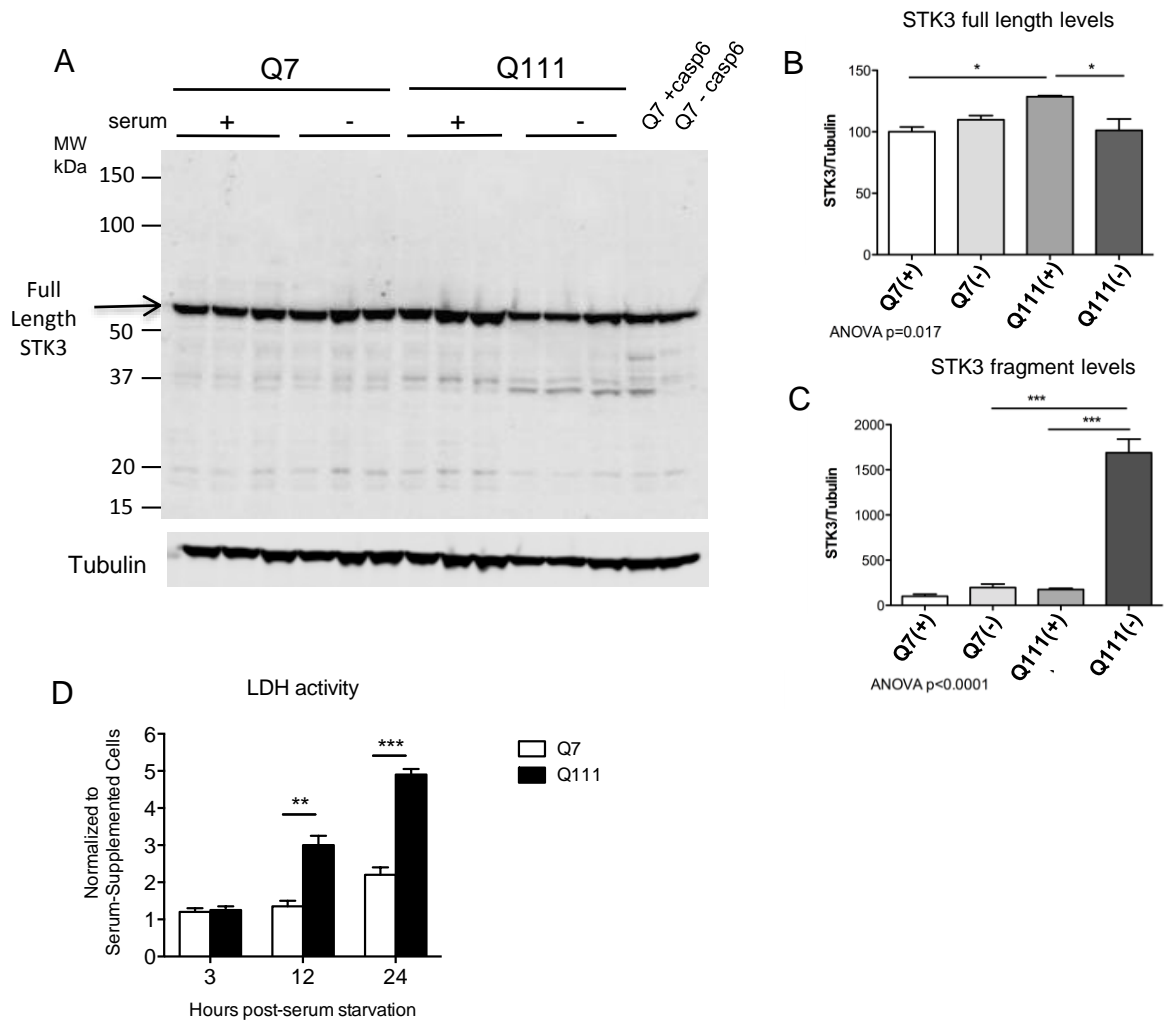 A
Q7
Q111
Q7 +casp6
Q7 - casp6
serum
+
-
+
-
MW
kDa
150
100
50
37
20
15
Full
Length
STK3
Tubulin
B
STK3 full length levels
STK3/Tubulin
150
100
50
0
*
*
Q7(+)
Q7(-)
Q111(+)
Q111(-)
ANOVA p=0.017
C
STK3 fragment levels
STK3/Tubulin
2000
1500
1000
500
0
***
***
Q7(+)
Q7(-)
Q111(+)
Q111(-)
ANOVA p<0.0001
D
LDH activity
Normalized to
Serum-Supplemented Cells
6
5
4
3
2
1
0
**
***
3
12
24
Hours post-serum starvation
Q7
Q111